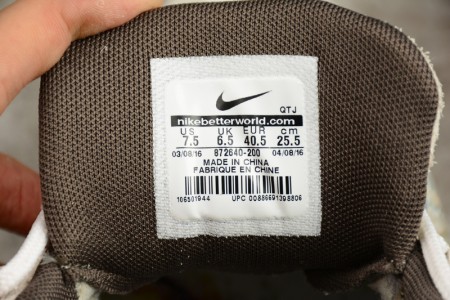 QTJ
nikebetterworld.com
US UK EUR cm
7.5 6.5 40.5 25.5
03/08/16 872640-200 04/08/16
MADE IN CHINA
FABRIQUE EN CHINE
106501944 UPC 00886691398806